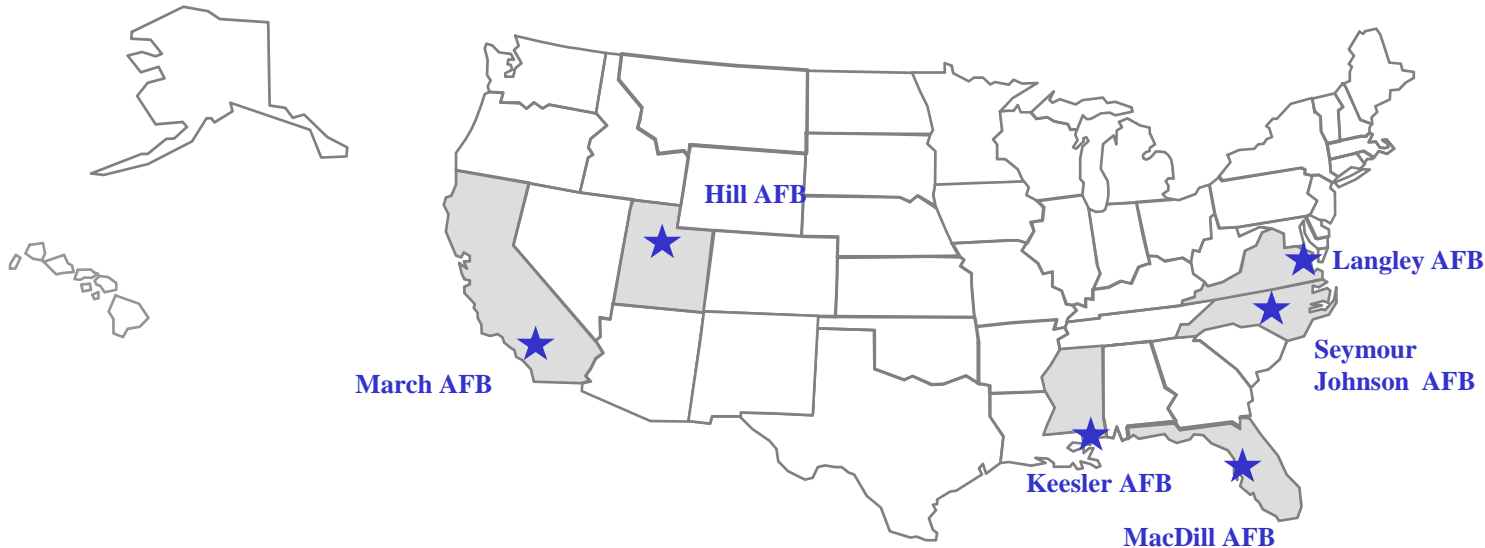 Hill AFB
Langley AFB
Seymour
Johnson AFB
March AFB
Keesler AFB
MacDill AFB